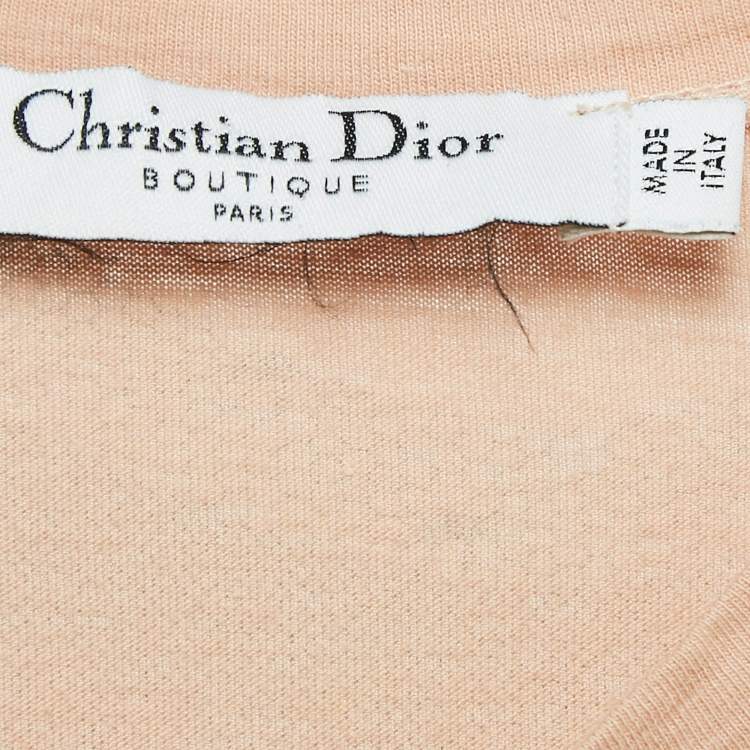 Christian Dior
BOUTIQUE
PARIS
MADE
IN
ITALY